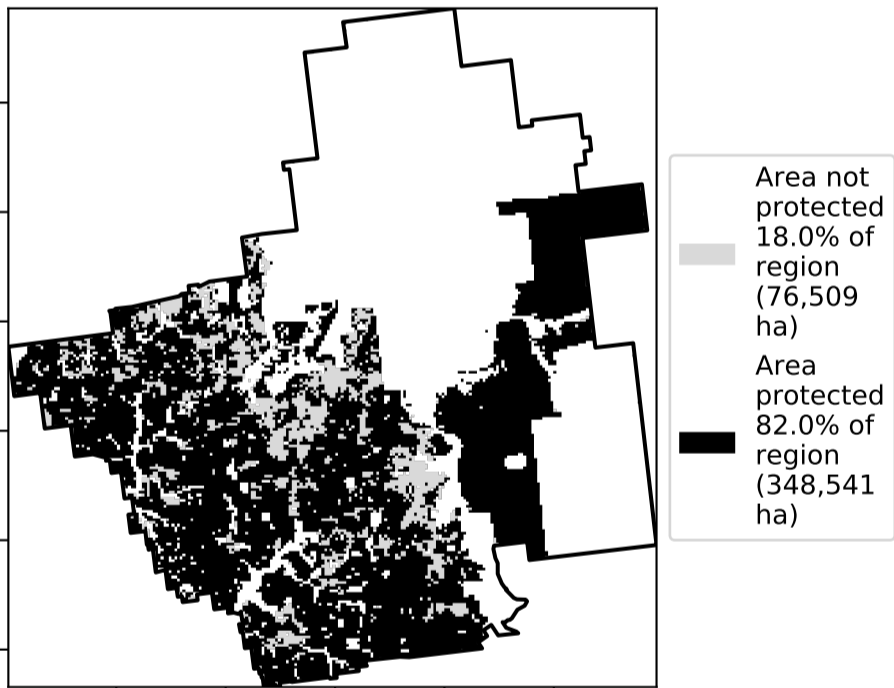 Area not
protected
18.0% of
region
(76,509
ha)
Area
protected
82.0% of
region
(348,541
ha)